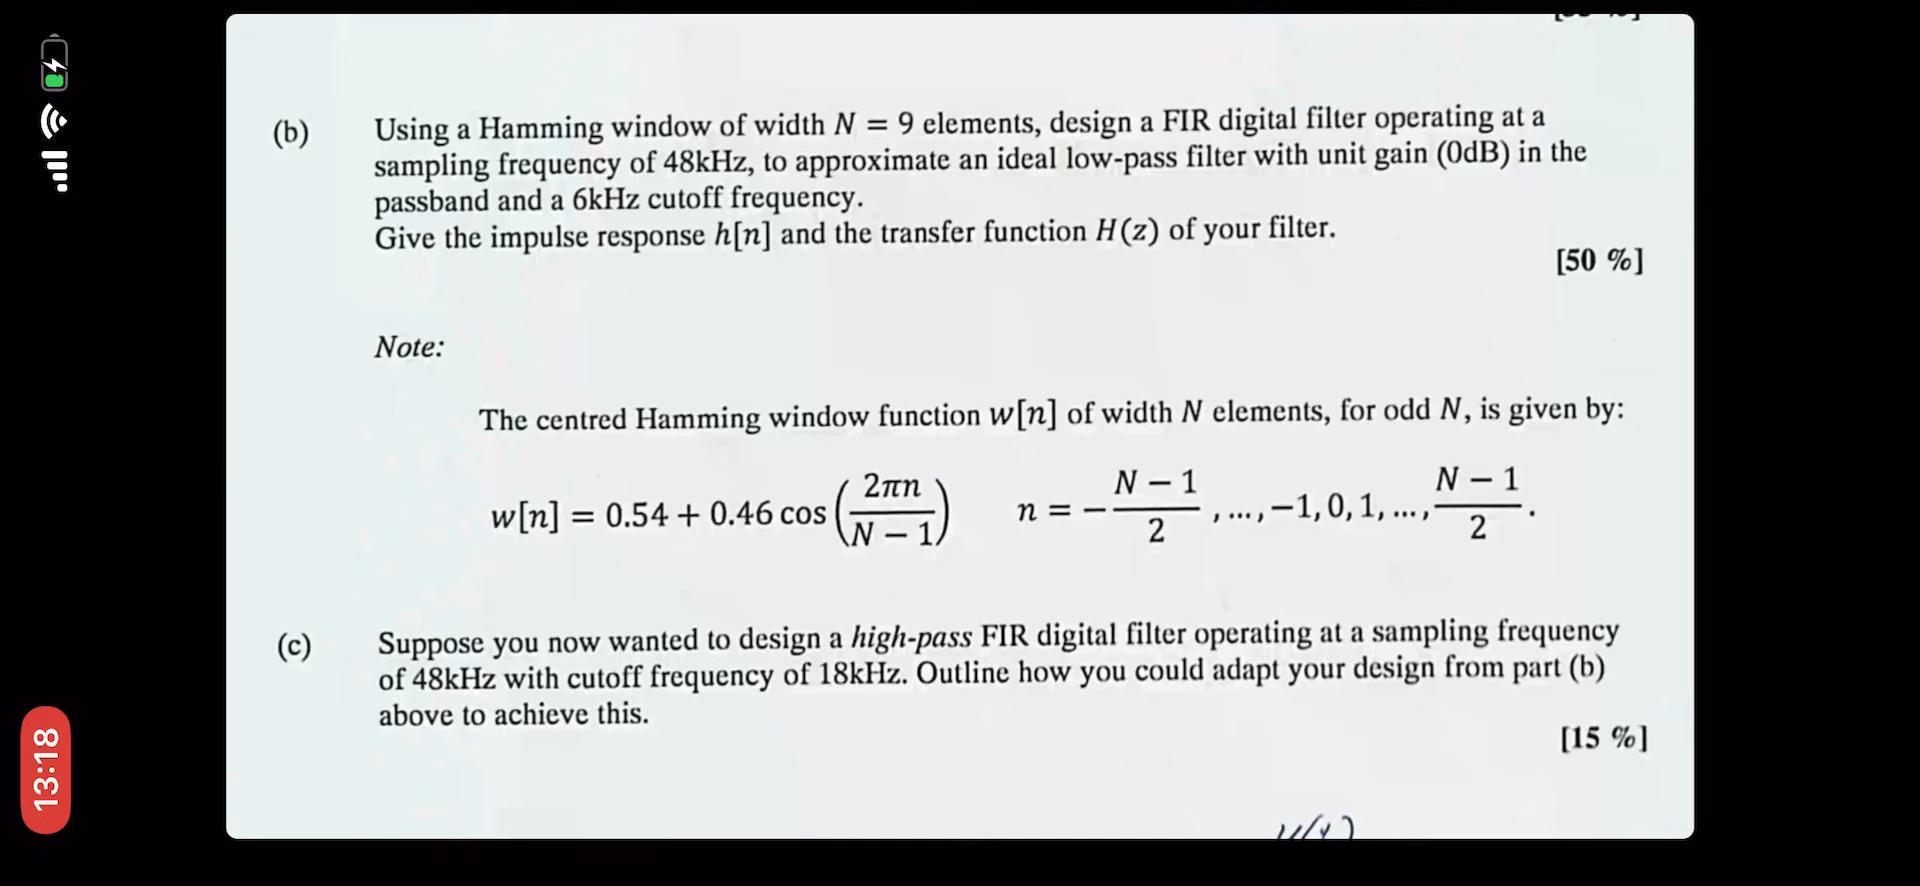 13:18
(b) Using a Hamming window of width N = 9 elements, design a FIR digital filter operating at a
sampling frequency of 48kHz, to approximate an ideal low-pass filter with unit gain (0dB) in the
passband and a 6kHz cutoff frequency.
Give the impulse response h[n] and the transfer function H(z) of your filter.
[50 %]
Note:
The centred Hamming window function w[n] of width N elements, for odd N, is given by:
w[n] = 0.54 + 0.46 cos(2πn / N − 1)   n = −N − 1 / 2, ..., −1, 0, 1, ..., N − 1 / 2.
(c) Suppose you now wanted to design a high-pass FIR digital filter operating at a sampling frequency
of 48kHz with cutoff frequency of 18kHz. Outline how you could adapt your design from part (b)
above to achieve this.
[15 %]